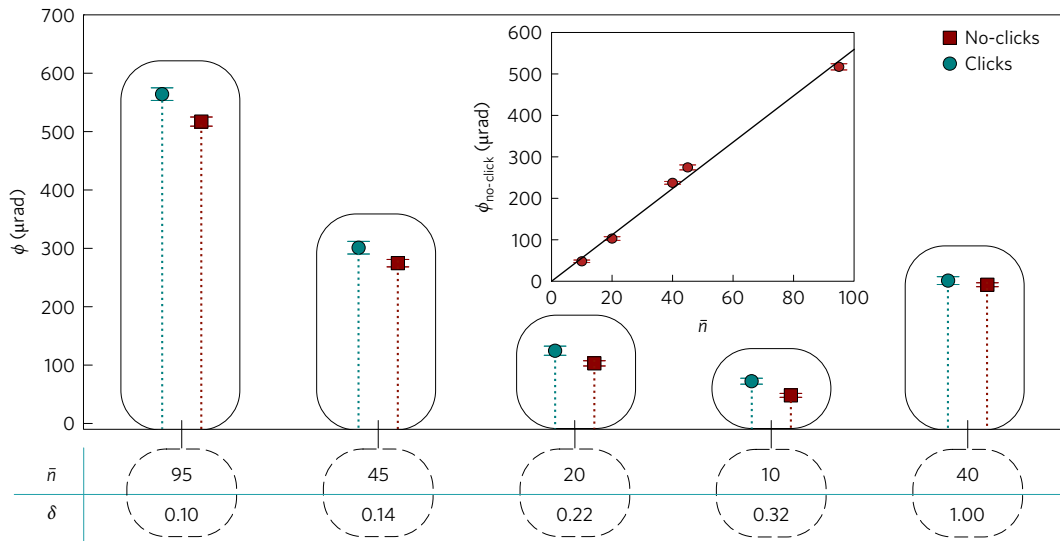 700
600
500
400
300
200
100
0
ϕ (μrad)
No-clicks
Clicks
600
500
400
300
200
100
0
ϕno-click (μrad)
0 20 40 60 80 100
n̄
n̄ 95 45 20 10 40
δ 0.10 0.14 0.22 0.32 1.00